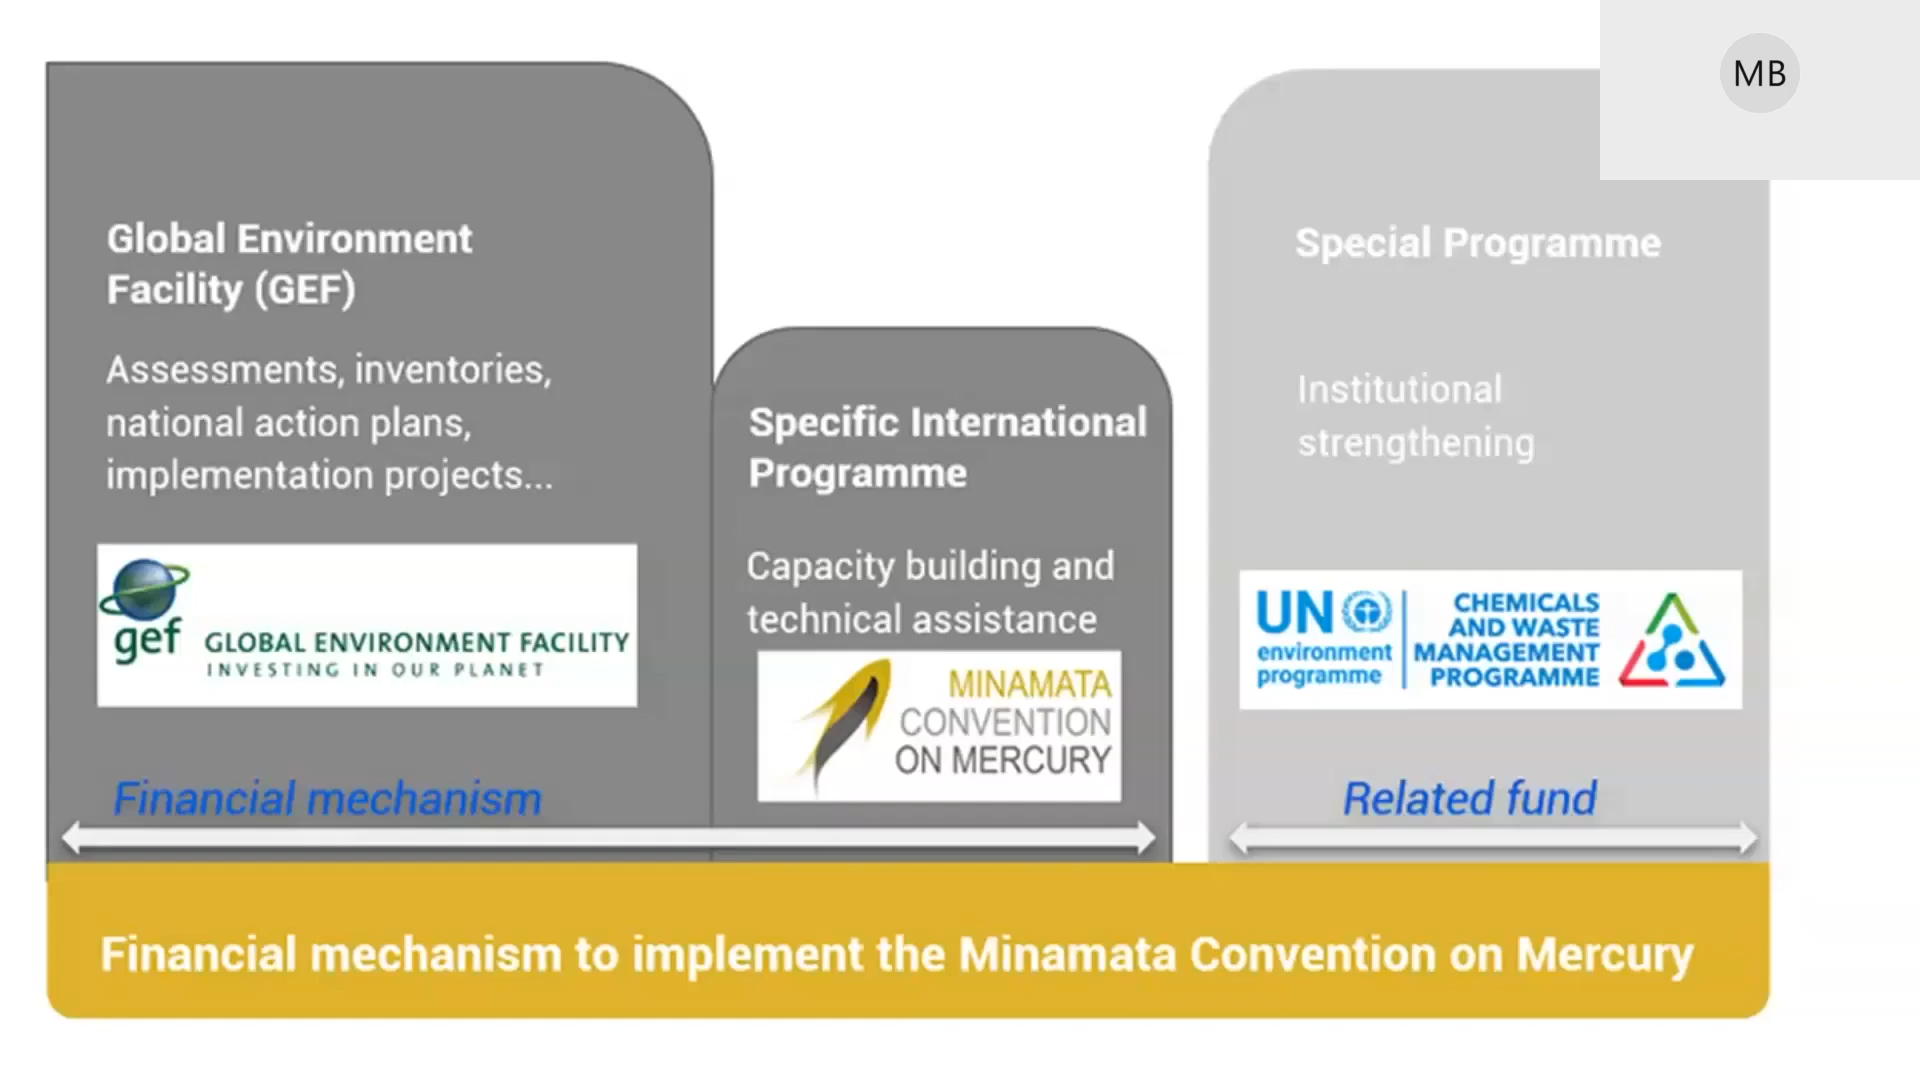 MB
Global Environment
Facility (GEF)
Assessments, inventories,
national action plans,
implementation projects...
gef
GLOBAL ENVIRONMENT FACILITY
INVESTING IN OUR PLANET
Financial mechanism
Specific International
Programme
Capacity building and
technical assistance
MINAMATA
CONVENTION
ON MERCURY
Special Programme
Institutional
strengthening
UN
environment
programme
CHEMICALS
AND WASTE
MANAGEMENT
PROGRAMME
Related fund
Financial mechanism to implement the Minamata Convention on Mercury